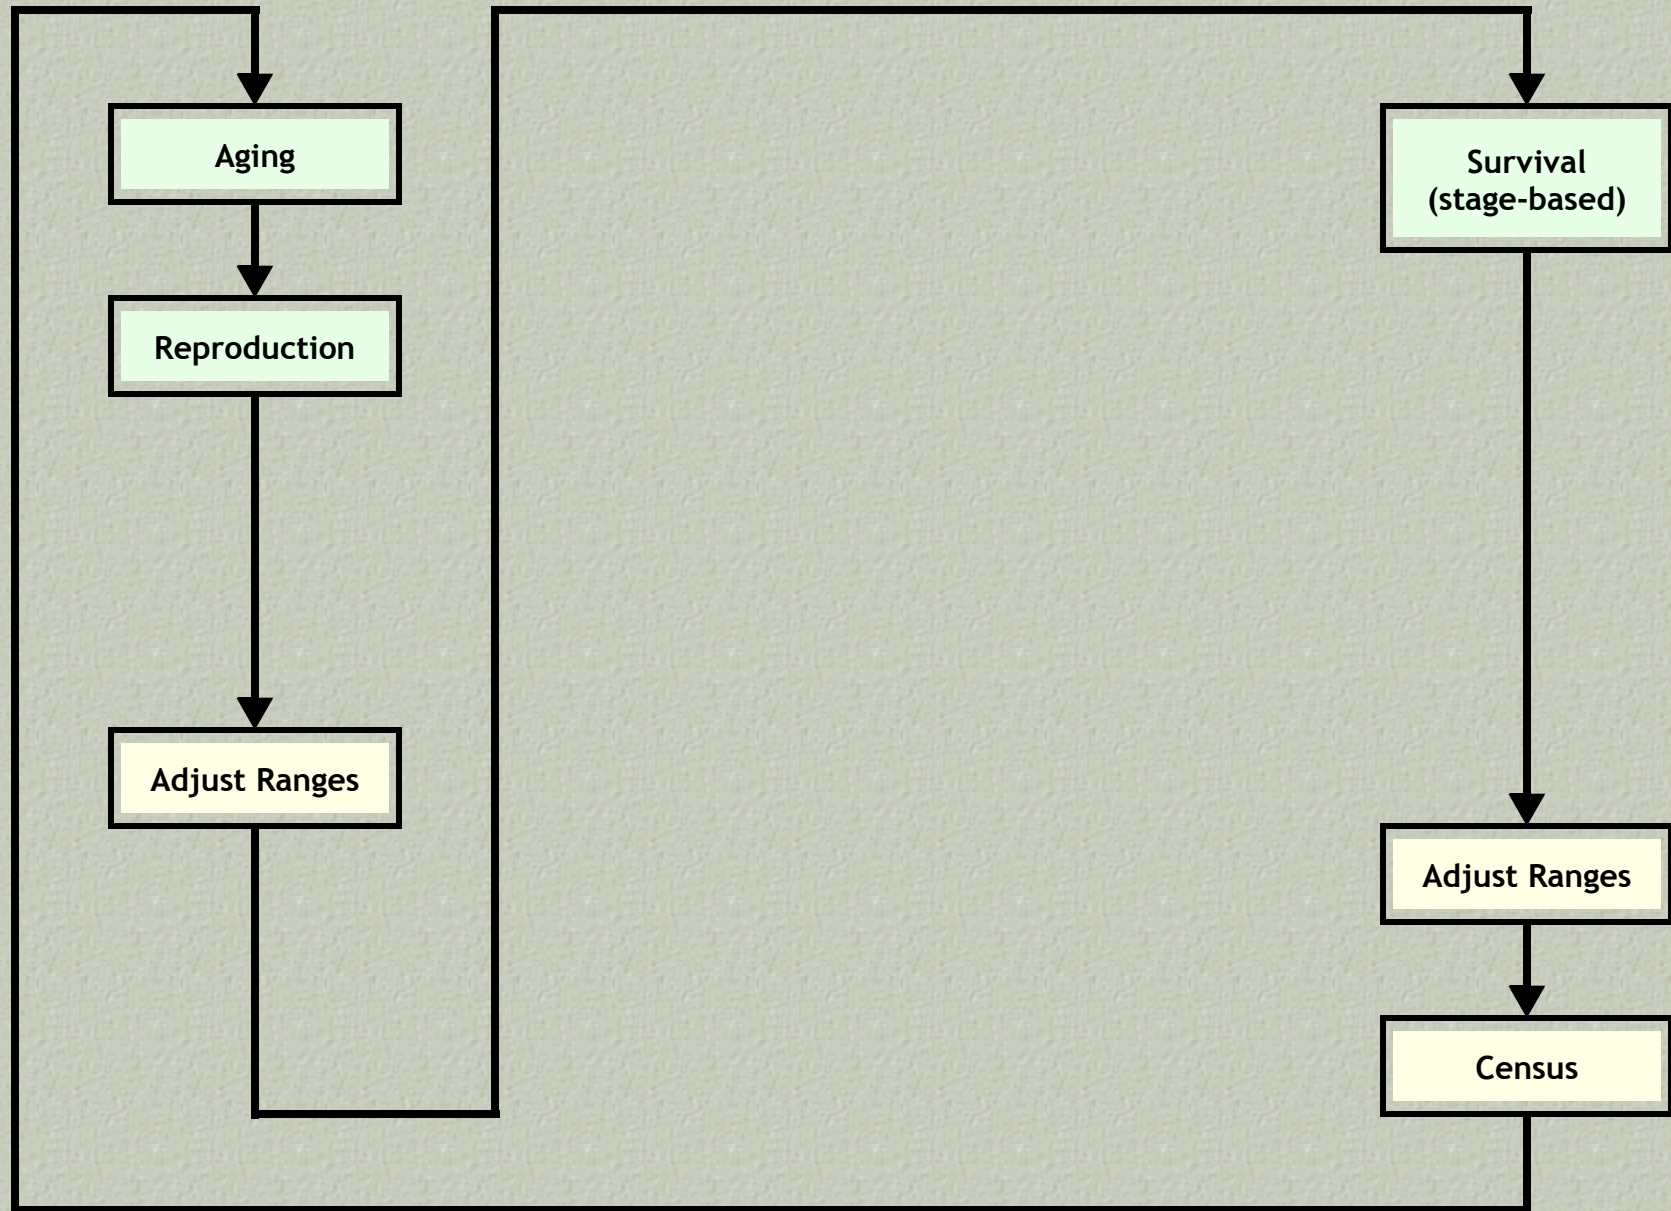 Aging
Reproduction
Adjust Ranges
Survival
(stage-based)
Adjust Ranges
Census